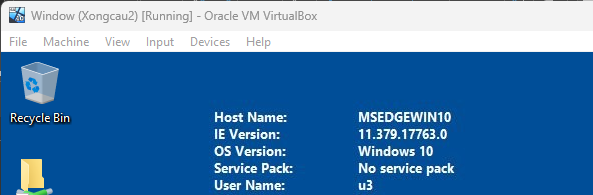 Window (Xongcau2) [Running] - Oracle VM VirtualBox
File Machine View Input Devices Help
Recycle Bin
Host Name: MSEDGEWIN10
IE Version: 11.379.17763.0
OS Version: Windows 10
Service Pack: No service pack
User Name: u3